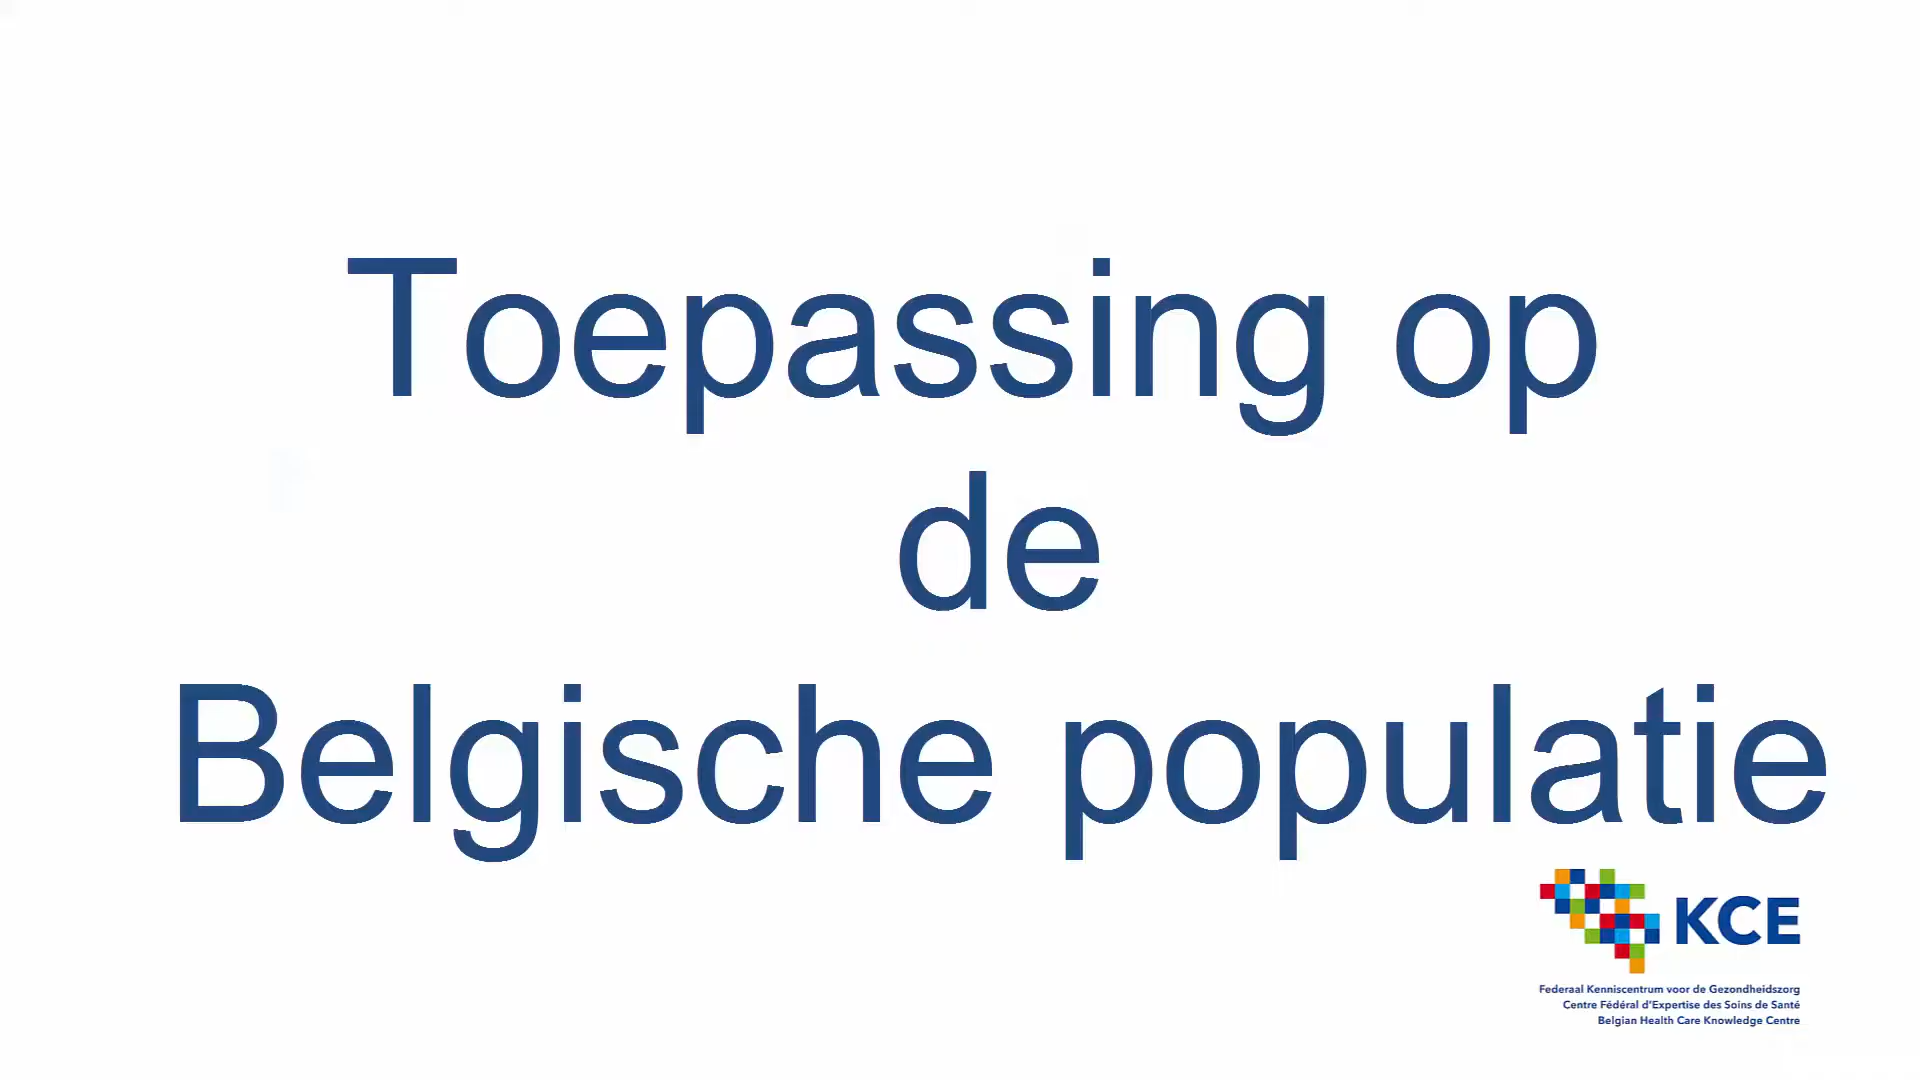 Toepassing op
de
Belgische populatie
KCE
Federaal Kenniscentrum voor de Gezondheidszorg
Centre Fédéral d'Expertise des Soins de Santé
Belgian Health Care Knowledge Centre